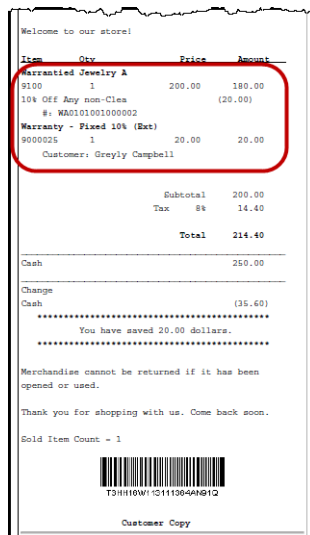 Welcome to our store!
Item Qty Price Amount
Warrantied Jewelry A
9100 1 200.00 180.00
10% Off Any non-Clea (20.00)
#: WA0101001000002
Warranty - Fixed 10% (Ext)
9000025 1 20.00 20.00
Customer: Greyly Campbell
Subtotal 200.00
Tax 8% 14.40
Total 214.40
Cash 250.00
Change
Cash (35.60)
********************************************
You have saved 20.00 dollars.
********************************************
Merchandise cannot be returned if it has been
opened or used.
Thank you for shopping with us. Come back soon.
Sold Item Count - 1
Customer Copy